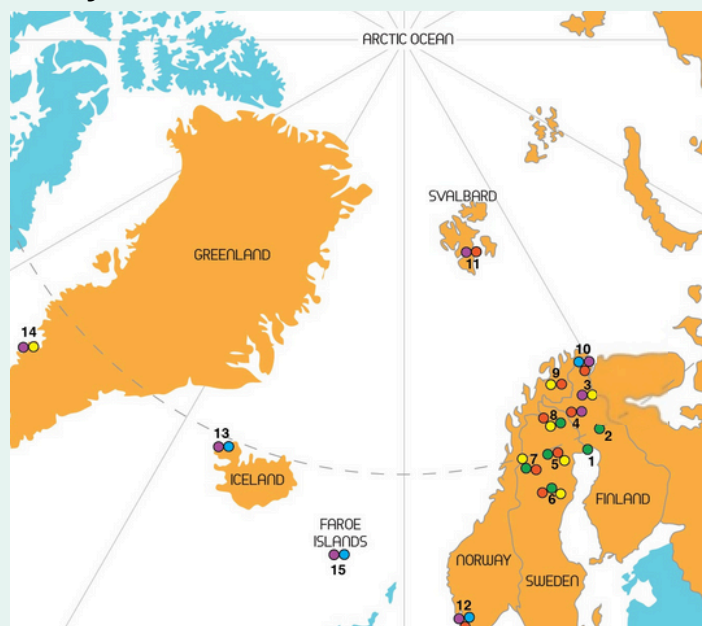 ARCTIC OCEAN
SVALBARD
GREENLAND
11
14
10
9
3
8
4
2
13
7
5
1
ICELAND
6
FINLAND
FAROE
ISLANDS
15
NORWAY
SWEDEN
12